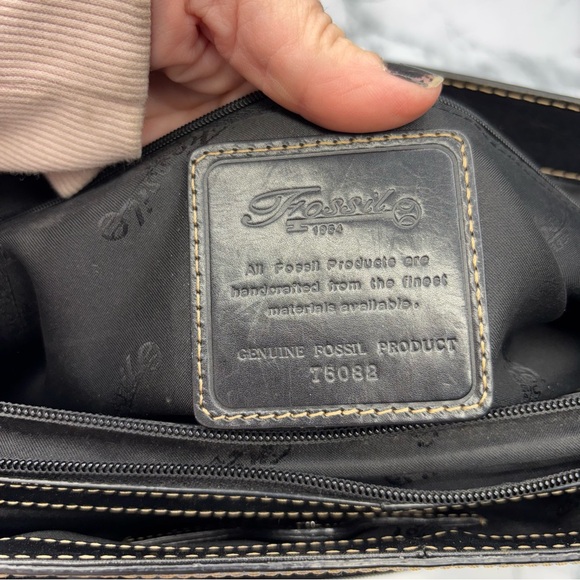 Fossil
1954
All Fossil Products are
handcrafted from the finest
materials available.
GENUINE FOSSIL PRODUCT
75082